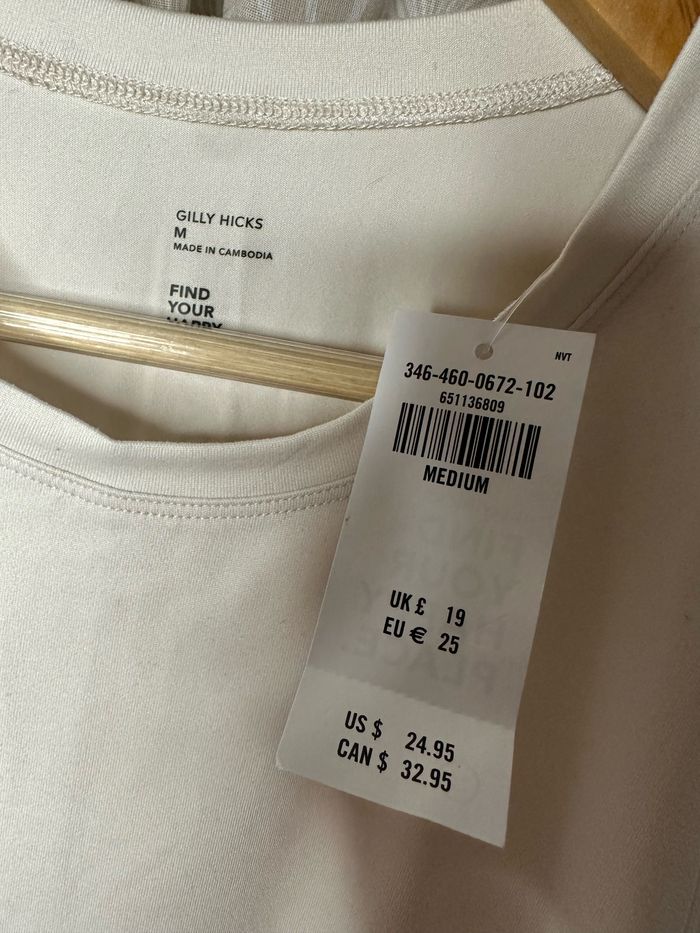 GILLY HICKS
M
MADE IN CAMBODIA
FIND
YOUR
HAPPY
NVT
346-460-0672-102
651136809
MEDIUM
UK £ 19
EU € 25
US $ 24.95
CAN $ 32.95